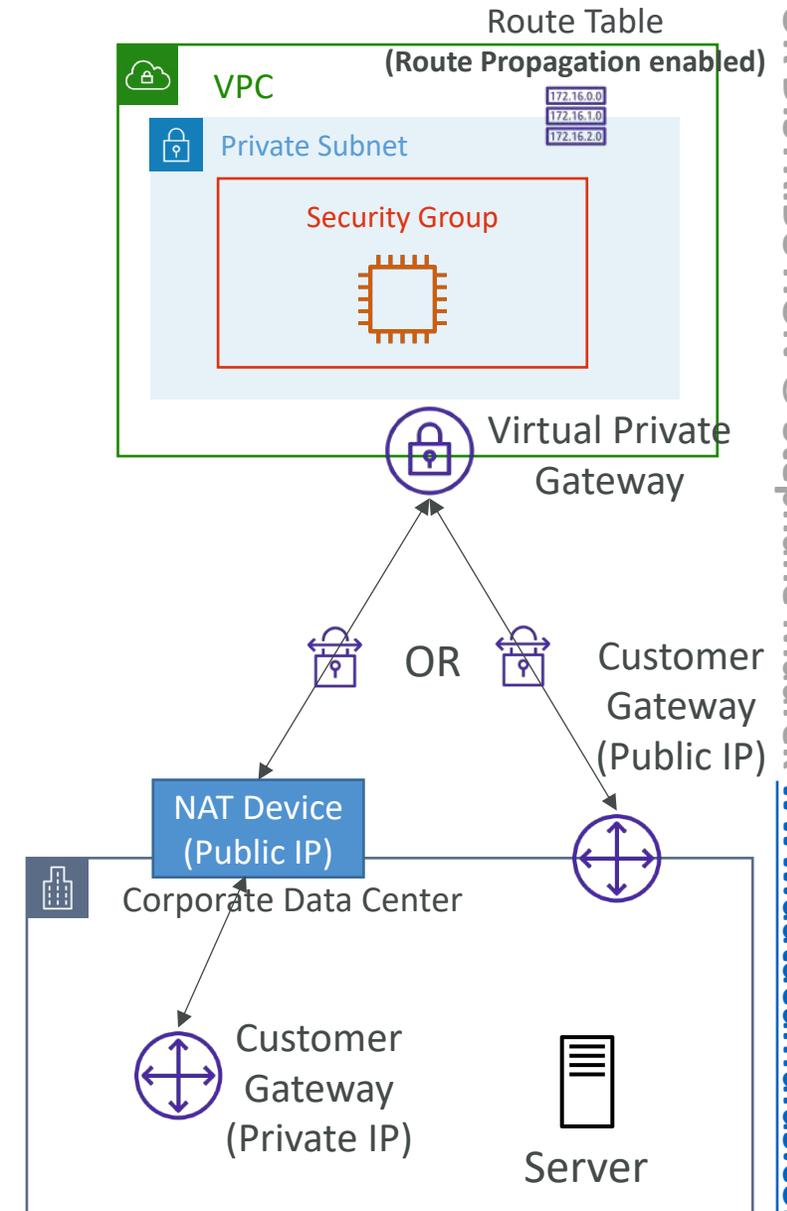 Route Table
(Route Propagation enabled)
VPC
172.16.0.0
172.16.1.0
172.16.2.0
Private Subnet
Security Group
Virtual Private
Gateway
OR
Customer
Gateway
(Public IP)
NAT Device
(Public IP)
Corporate Data Center
Customer
Gateway
(Private IP)
Server